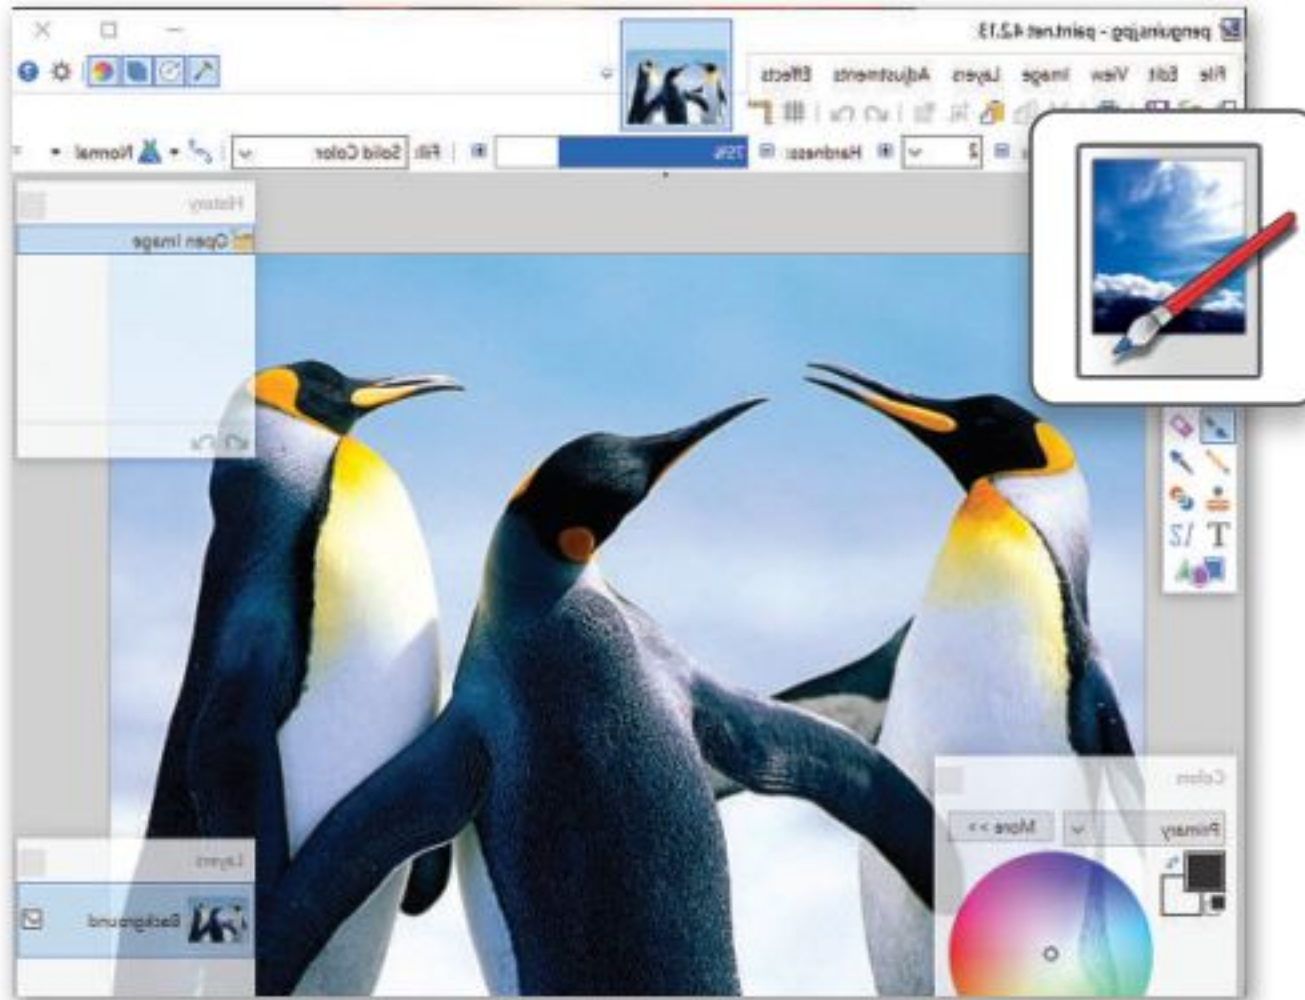 penguins.jpg - paint.net 4.2.13
File Edit View Image Layers Adjustments Effects
2 Hardness: 75% Fill: Solid Color Normal
History
Open Image
T
Colors
Primary More >>
Layers
Background